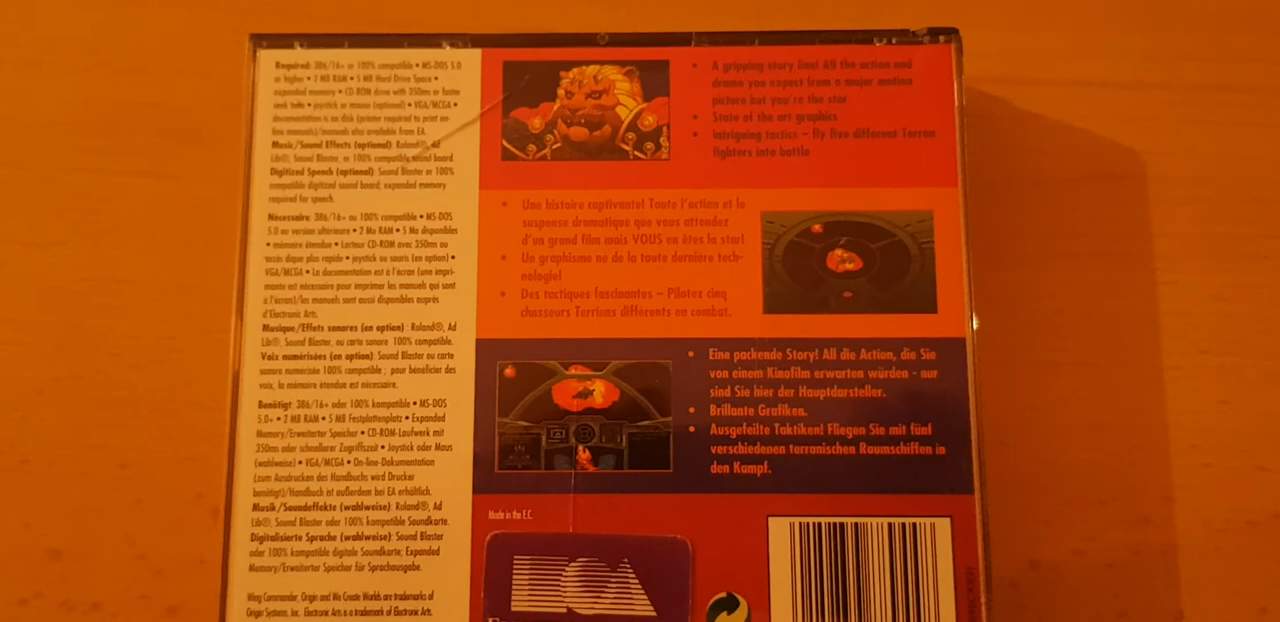 Required: 386/16+ or 100% compatible • MS-DOS 5.0
or higher • 2 MB RAM • 5 MB Hard Drive Space •
expanded memory • CD-ROM drive with 350ms or faster
seek • joystick or mouse (optional) • VGA/MCGA •
documentation is on disk (printer required to print on-
line manuals)/manuals also available from EA.
Music/Sound Effects (optional): Roland®, Ad
Lib®, Sound Blaster, or 100% compatible sound board.
Digitized Speech (optional): Sound Blaster or 100%
compatible digitized sound board, expanded memory
required for speech.
Nécessaire: 386/16+ ou 100% compatible • MS-DOS
5.0 ou version ultérieure • 2 Mo RAM • 5 Mo disponibles
• mémoire étendue • Lecteur CD-ROM avec 350ms ou
accès dique plus rapide • joystick ou souris (en option) •
VGA/MCGA • La documentation est à l'écran (une impri-
mante est nécessaire pour imprimer les manuels qui sont
à l'écran)/les manuels sont aussi disponibles auprès
d'Electronic Arts.
Musique/Effets sonores (en option) : Roland®, Ad
Lib®, Sound Blaster, ou carte sonore 100% compatible.
Voix numérisées (en option): Sound Blaster ou carte
sonore numérisée 100% compatible ; pour bénéficier des
voix, la mémoire étendue est nécessaire.
Benötigt: 386/16+ oder 100% kompatible • MS-DOS
5.0+ • 2 MB RAM • 5 MB Festplattenplatz • Expanded
Memory/Erweiterter Speicher • CD-ROM-Laufwerk mit
350ms oder schnellerer Zugriffszeit • Joystick oder Maus
(wahlweise) • VGA/MCGA • On-line-Dokumentation
(zum Ausdrucken des Handbuchs wird Drucker
benötigt)/Handbuch ist außerdem bei EA erhältlich.
Musik/Soundeffekte (wahlweise): Roland®, Ad
Lib®, Sound Blaster oder 100% kompatible Soundkarte.
Digitalisierte Sprache (wahlweise): Sound Blaster
oder 100% kompatible digitale Soundkarte; Expanded
Memory/Erweiterter Speicher für Sprachausgabe.
Wing Commander, Origin and We Create Worlds are trademarks of
Origin Systems, Inc. Electronic Arts is a trademark of Electronic Arts.
• A gripping story line! All the action and
drama you expect from a major motion
picture but you're the star
• State of the art graphics
• Intriguing tactics – fly five different Terran
fighters into battle
• Une histoire captivante! Toute l'action et le
suspense dramatique que vous attendez
d'un grand film mais VOUS en êtes la star!
• Un graphisme né de la toute dernière tech-
nologie!
• Des tactiques fascinantes – Pilotez cinq
chasseurs Terriens différents en combat.
• Eine packende Story! All die Action, die Sie
von einem Kinofilm erwarten würden - nur
sind Sie hier der Hauptdarsteller.
• Brillante Grafiken.
• Ausgefeilte Taktiken! Fliegen Sie mit fünf
verschiedenen terranischen Raumschiffen in
den Kampf.
Made in the E.C.
EA